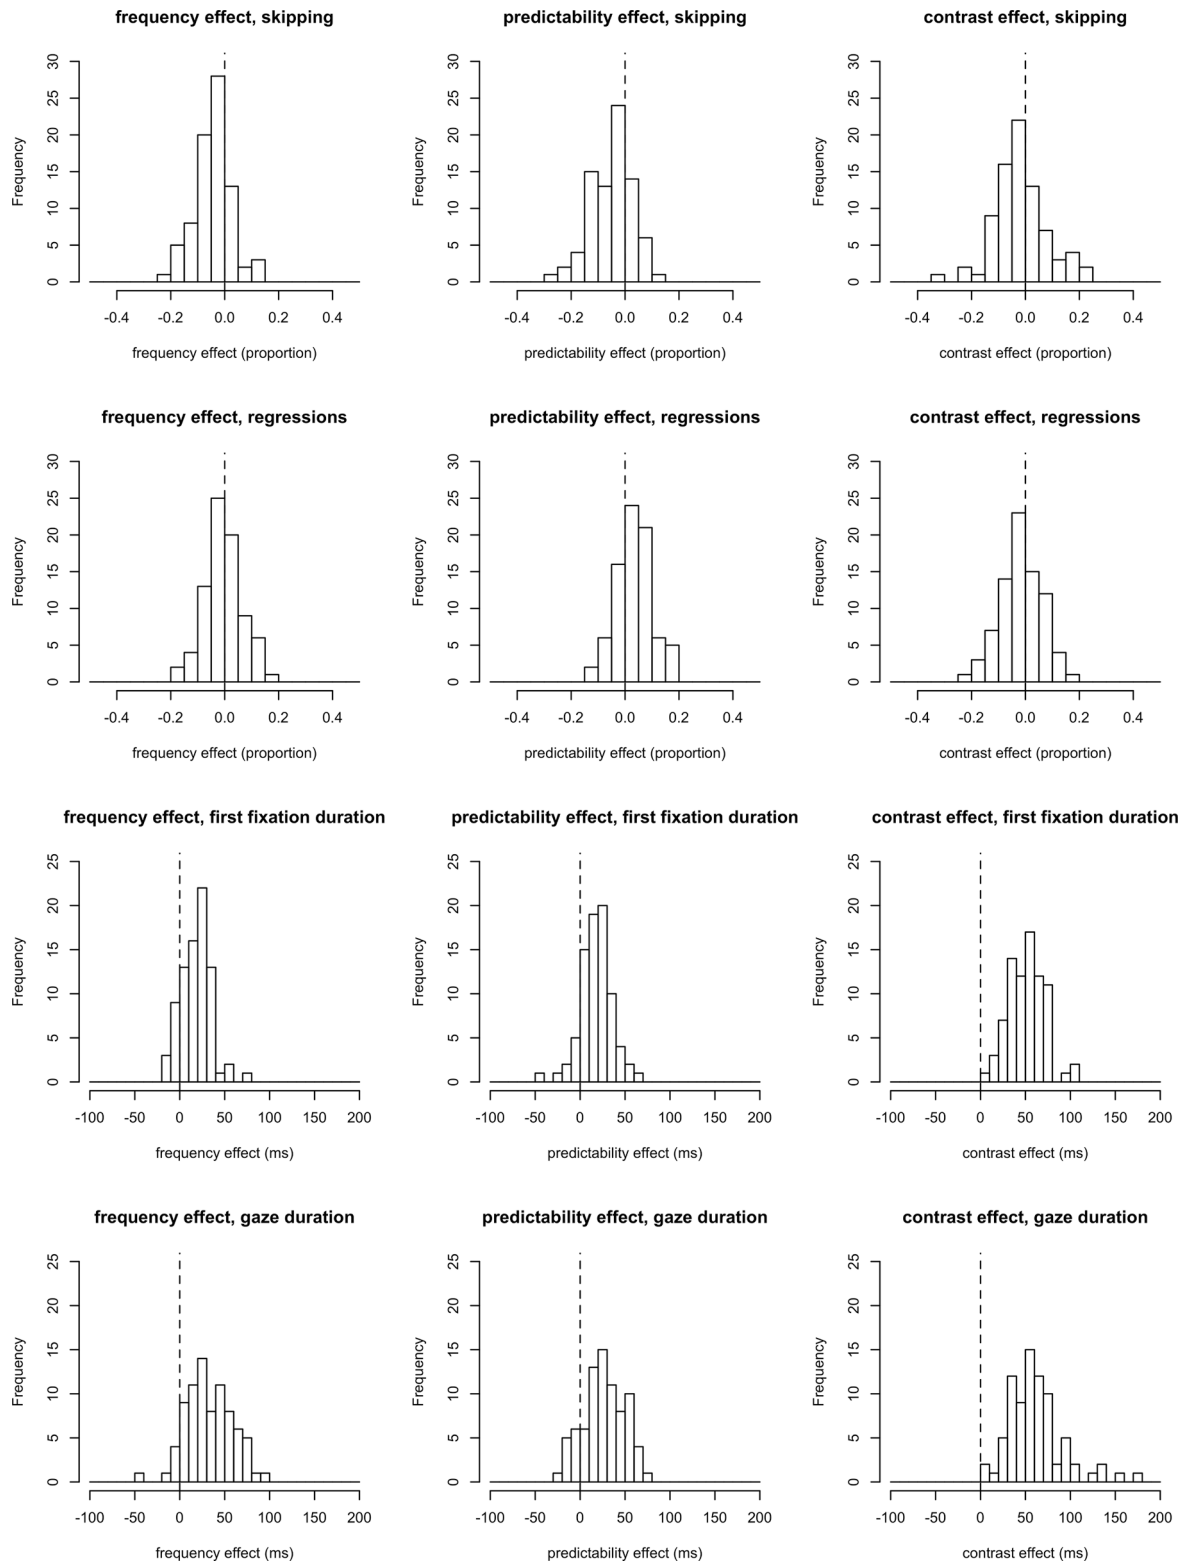 frequency effect, skipping
predictability effect, skipping
contrast effect, skipping
Frequency
0 5 10 15 20 25 30
-0.4 -0.2 0.0 0.2 0.4
frequency effect (proportion)
Frequency
0 5 10 15 20 25 30
-0.4 -0.2 0.0 0.2 0.4
predictability effect (proportion)
Frequency
0 5 10 15 20 25 30
-0.4 -0.2 0.0 0.2 0.4
contrast effect (proportion)
frequency effect, regressions
predictability effect, regressions
contrast effect, regressions
Frequency
0 5 10 15 20 25 30
-0.4 -0.2 0.0 0.2 0.4
frequency effect (proportion)
Frequency
0 5 10 15 20 25 30
-0.4 -0.2 0.0 0.2 0.4
predictability effect (proportion)
Frequency
0 5 10 15 20 25 30
-0.4 -0.2 0.0 0.2 0.4
contrast effect (proportion)
frequency effect, first fixation duration
predictability effect, first fixation duration
contrast effect, first fixation duration
Frequency
0 5 10 15 20 25
-100 -50 0 50 100 150 200
frequency effect (ms)
Frequency
0 5 10 15 20 25
-100 -50 0 50 100 150 200
predictability effect (ms)
Frequency
0 5 10 15 20 25
-100 -50 0 50 100 150 200
contrast effect (ms)
frequency effect, gaze duration
predictability effect, gaze duration
contrast effect, gaze duration
Frequency
0 5 10 15 20 25
-100 -50 0 50 100 150 200
frequency effect (ms)
Frequency
0 5 10 15 20 25
-100 -50 0 50 100 150 200
predictability effect (ms)
Frequency
0 5 10 15 20 25
-100 -50 0 50 100 150 200
contrast effect (ms)